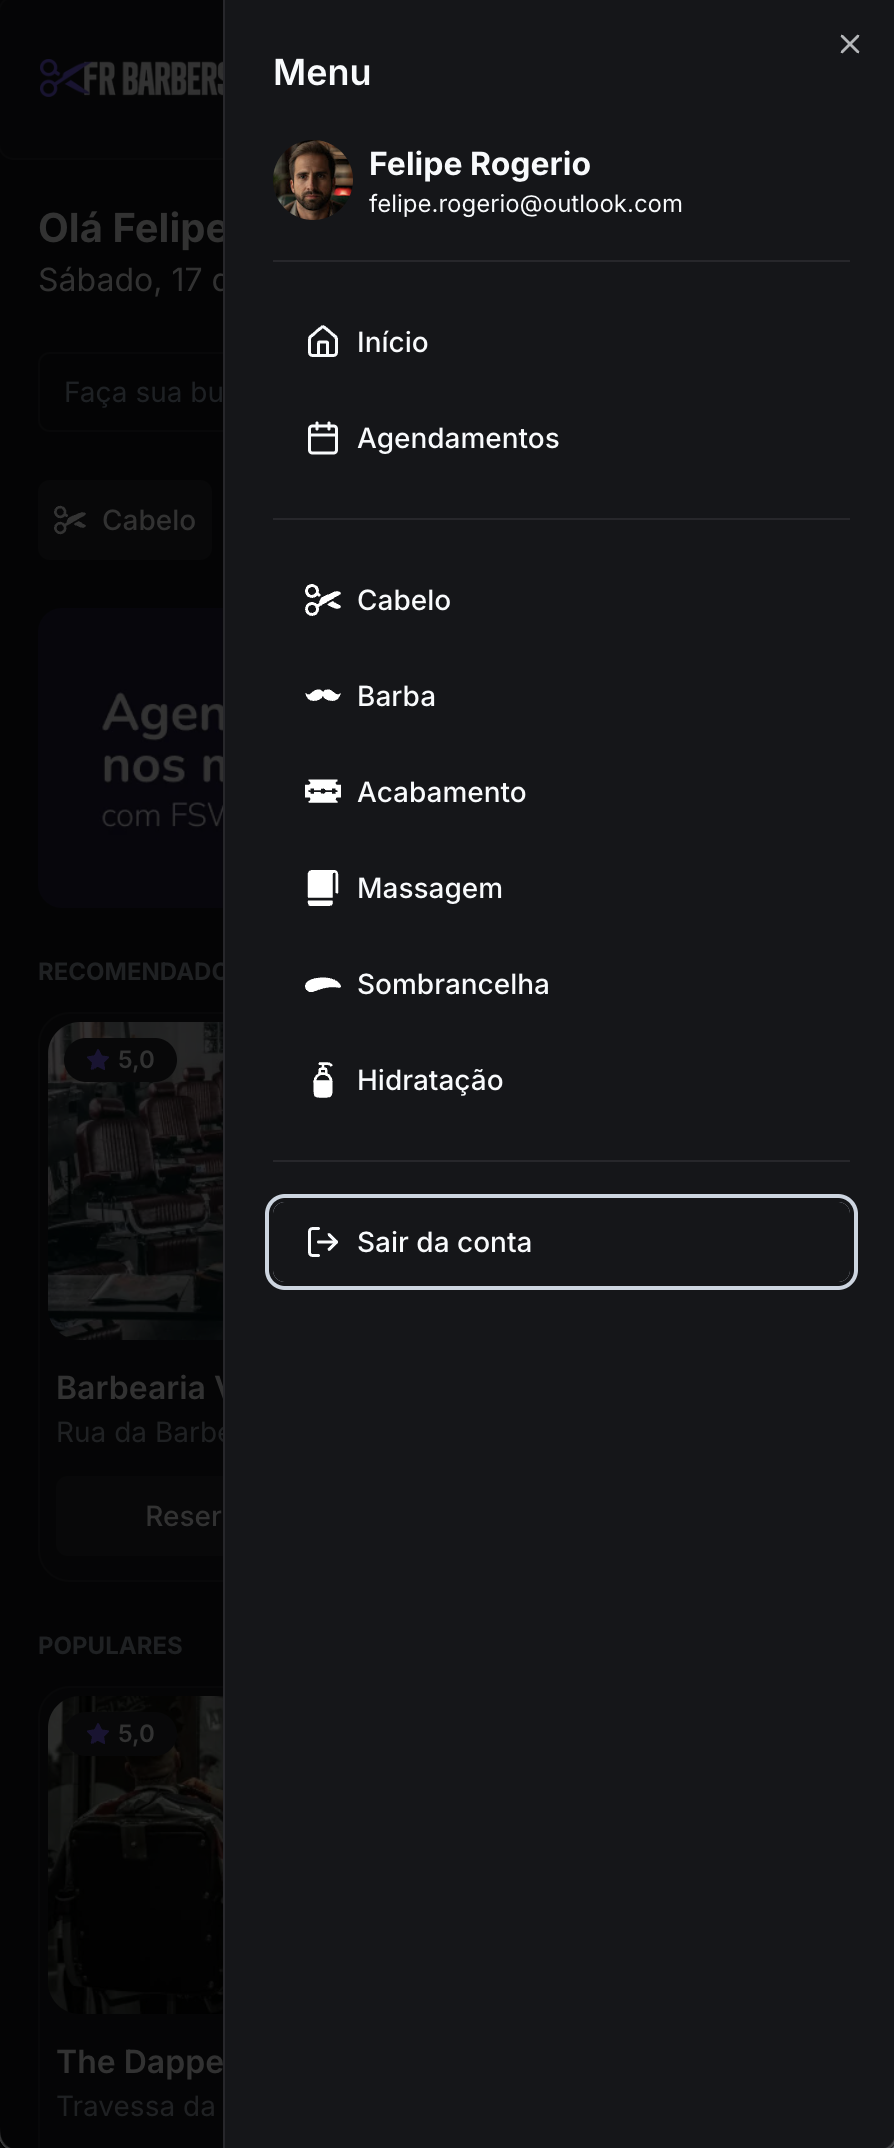 Menu
Felipe Rogerio
felipe.rogerio@outlook.com
Início
Agendamentos
Cabelo
Barba
Acabamento
Massagem
Sombrancelha
Hidratação
Sair da conta
FR BARBERS
Olá Felipe
Sábado, 17
Faça sua bu
Cabelo
Agen
nos
com FSW
RECOMENDADO
5,0
Barbearia
Rua da Barbe
Reser
POPULARES
5,0
The Dappe
Travessa da